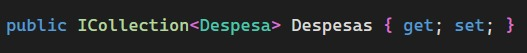 public ICollection<Despesa> Despesas { get; set; }